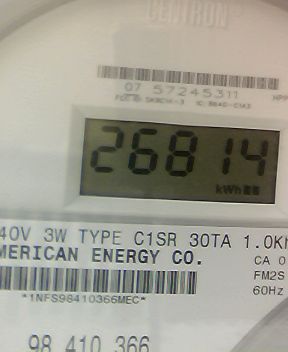 CENTRON®
07 57245311
26814
kWh
40V 3W TYPE C1SR 30TA 1.0Kh
MERICAN ENERGY CO.
CA 0
FM2S
60Hz
*1NFS98410366MEC*
98 410 366